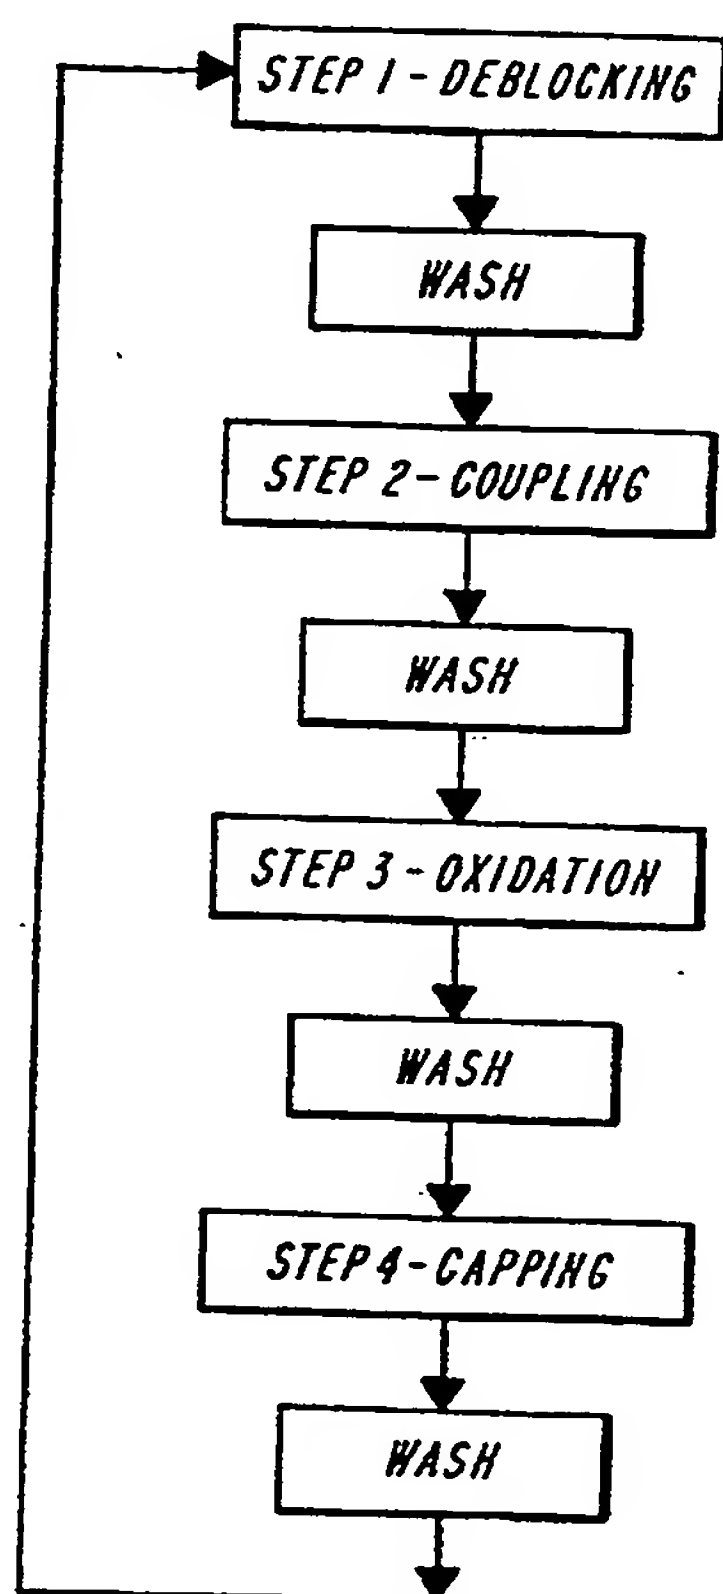 STEP 1 - DEBLOCKING
WASH
STEP 2 - COUPLING
WASH
STEP 3 - OXIDATION
WASH
STEP 4 - CAPPING
WASH